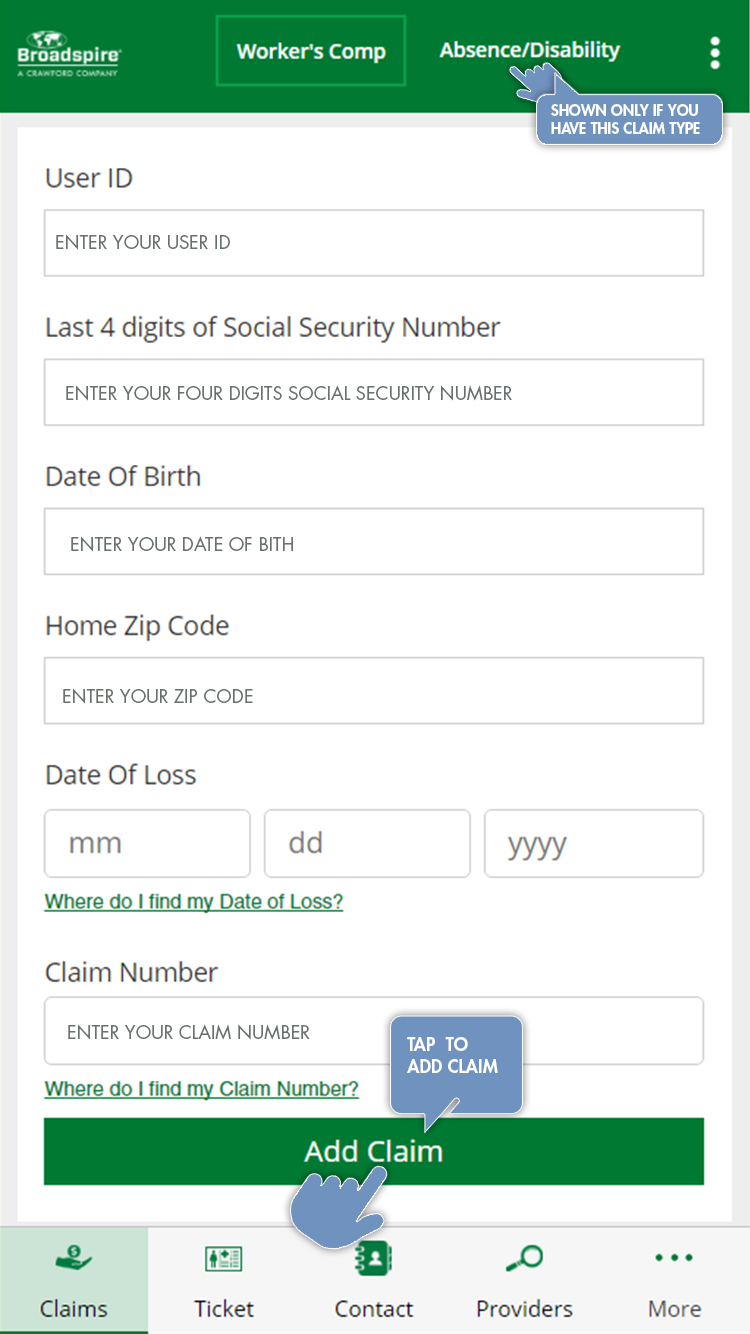 Broadspire®
A CRAWFORD COMPANY
Worker's Comp
Absence/Disability
SHOWN ONLY IF YOU
HAVE THIS CLAIM TYPE
User ID
ENTER YOUR USER ID
Last 4 digits of Social Security Number
ENTER YOUR FOUR DIGITS SOCIAL SECURITY NUMBER
Date Of Birth
ENTER YOUR DATE OF BITH
Home Zip Code
ENTER YOUR ZIP CODE
Date Of Loss
mm
dd
yyyy
Where do I find my Date of Loss?
Claim Number
ENTER YOUR CLAIM NUMBER
TAP TO
ADD CLAIM
Where do I find my Claim Number?
Add Claim
Claims
Ticket
Contact
Providers
More